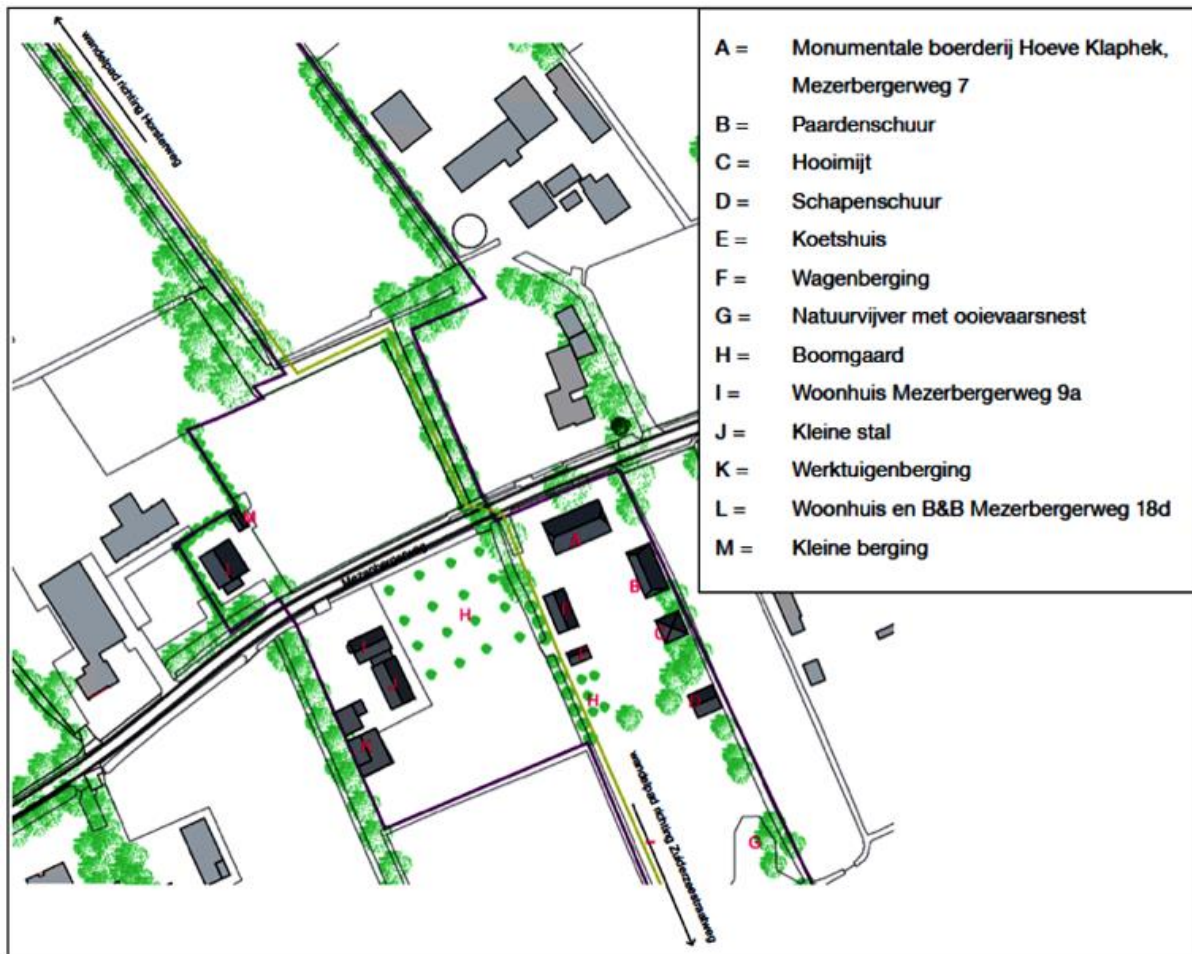 wandelpad richting Horsterweg
A = Monumentale boerderij Hoeve Klaphek,
Mezerbergerweg 7
B = Paardenschuur
C = Hooimijt
D = Schapenschuur
E = Koetshuis
F = Wagenberging
G = Natuurvijver met ooievaarsnest
H = Boomgaard
I = Woonhuis Mezerbergerweg 9a
J = Kleine stal
K = Werktuigenberging
L = Woonhuis en B&B Mezerbergerweg 18d
M = Kleine berging
M
Mezerbergerweg
A
B
H
J
K
H
D
G
wandelpad richting Zuiderzeestraatweg